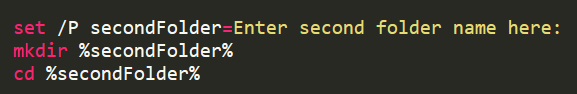 set /P secondFolder=Enter second folder name here:
mkdir %secondFolder%
cd %secondFolder%